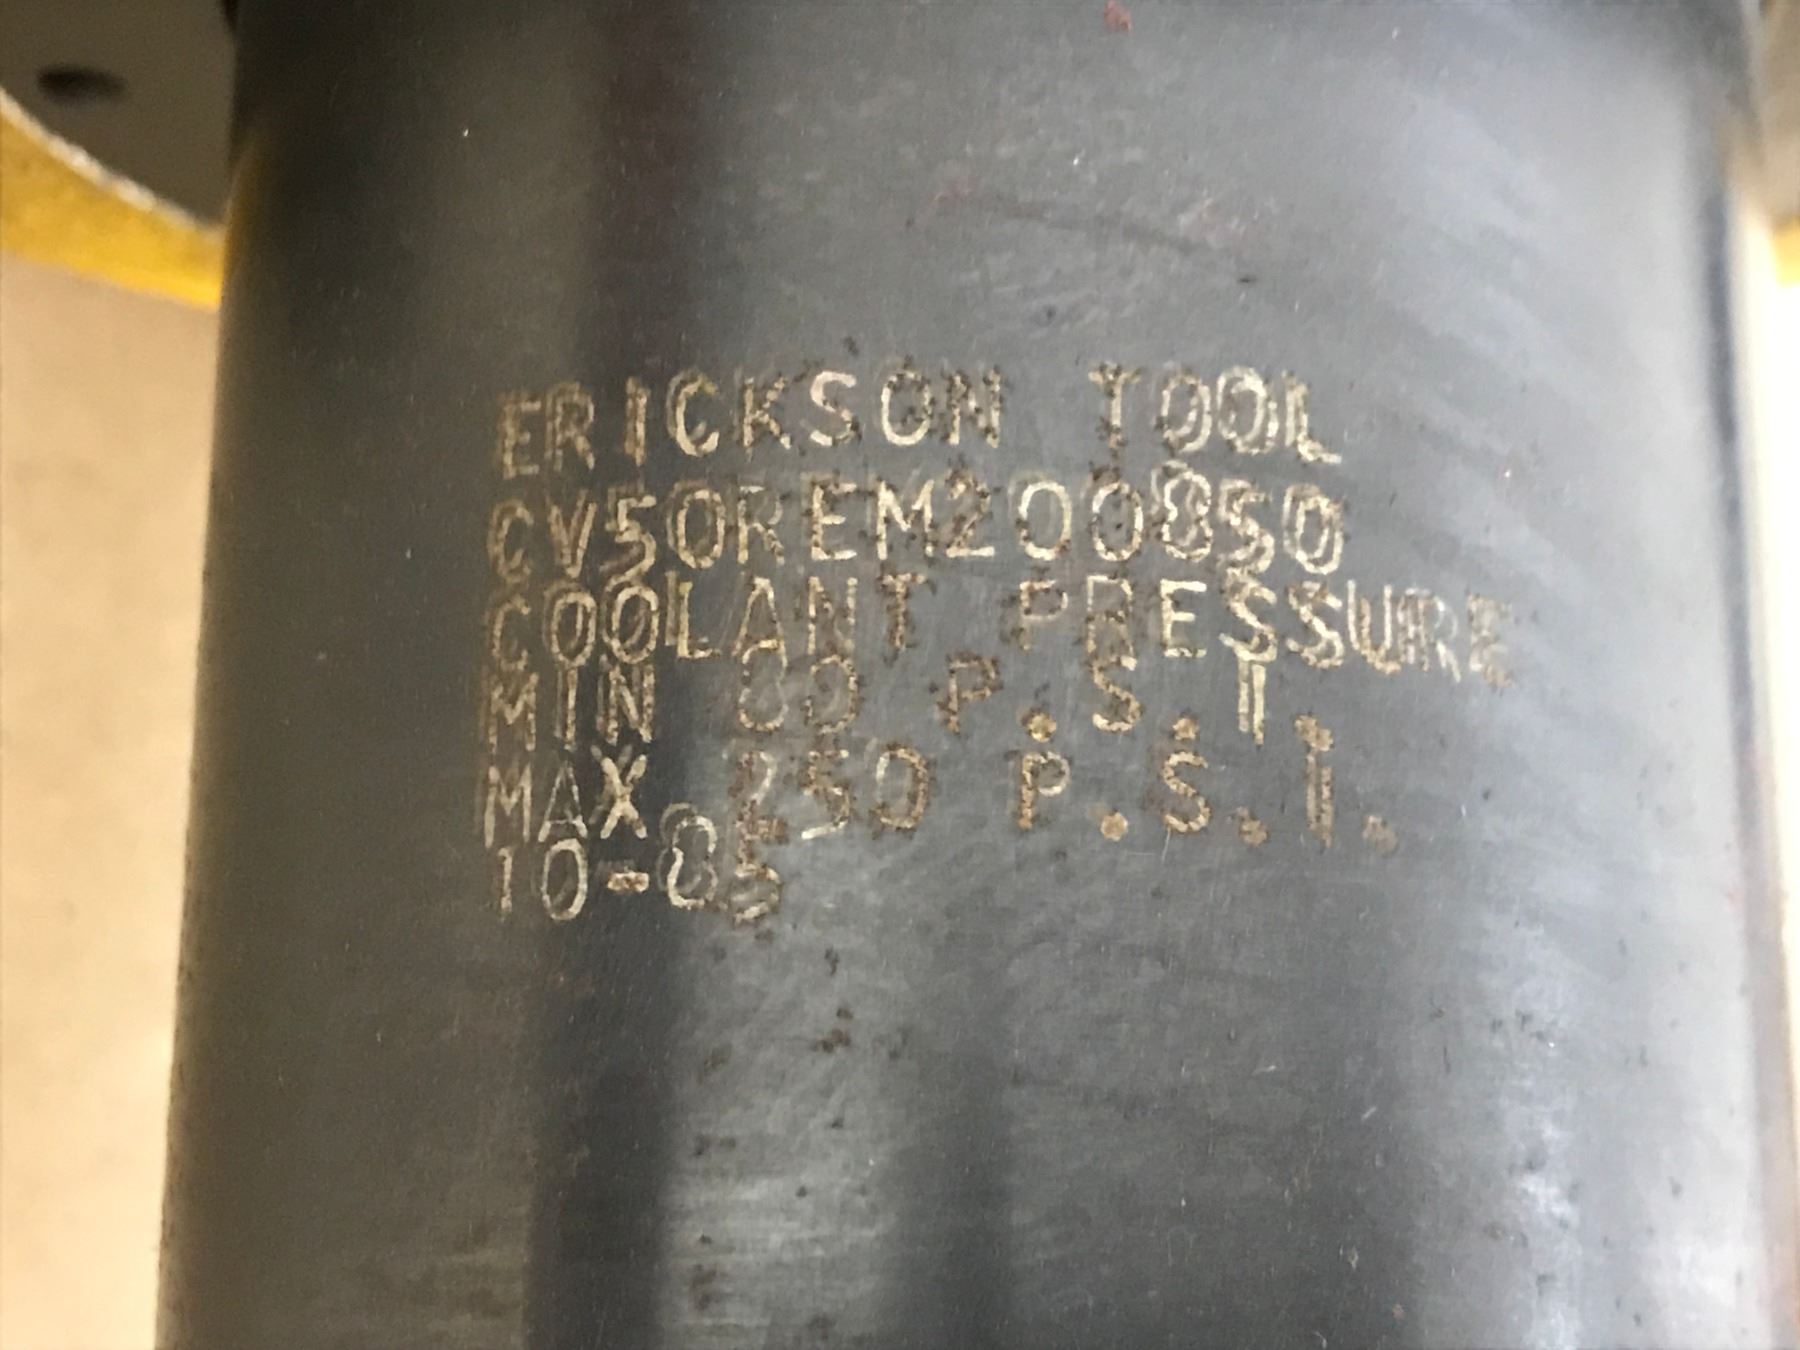 ERICKSON TOOL
CV50REM200850
COOLANT PRESSURE
MIN 80 P.S.I.
MAX 250 P.S.I.
10-85